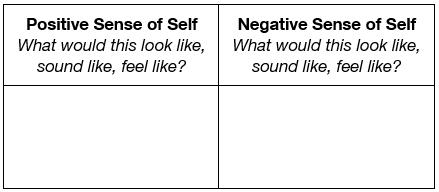 Positive Sense of Self
What would this look like,
sound like, feel like?
Negative Sense of Self
What would this look like,
sound like, feel like?